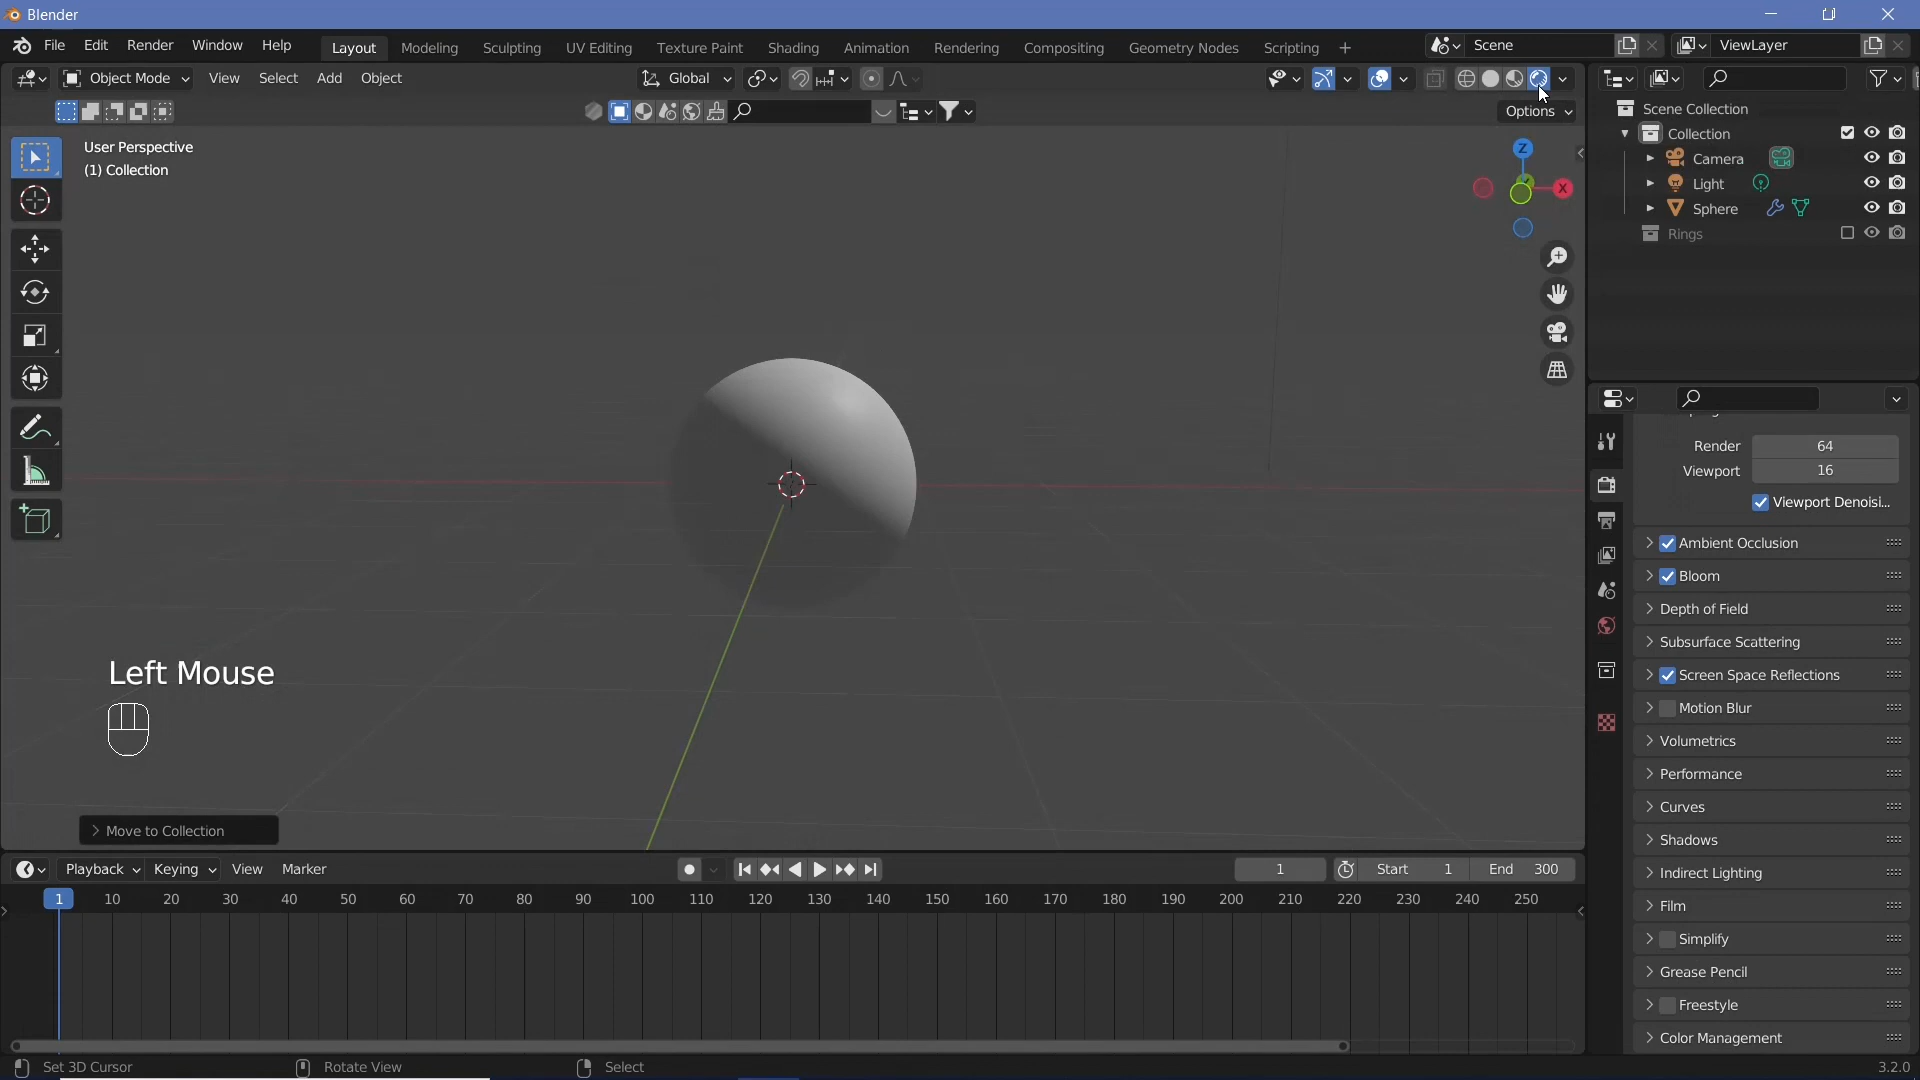 Blender
File Edit Render Window Help Layout Modeling Sculpting UV Editing Texture Paint Shading Animation Rendering Compositing Geometry Nodes Scripting + Scene ViewLayer
Object Mode View Select Add Object Global
Options
User Perspective
(1) Collection
Z
X
Scene Collection
Collection
Camera
Light
Sphere
Rings
Render 64
Viewport 16
Viewport Denoisi...
Ambient Occlusion
Bloom
Depth of Field
Subsurface Scattering
Screen Space Reflections
Motion Blur
Volumetrics
Performance
Curves
Shadows
Indirect Lighting
Film
Simplify
Grease Pencil
Freestyle
Color Management
Left Mouse
Move to Collection
Playback Keying View Marker 1 Start 1 End 300
1 10 20 30 40 50 60 70 80 90 100 110 120 130 140 150 160 170 180 190 200 210 220 230 240 250
Set 3D Cursor Rotate View Select 3.2.0